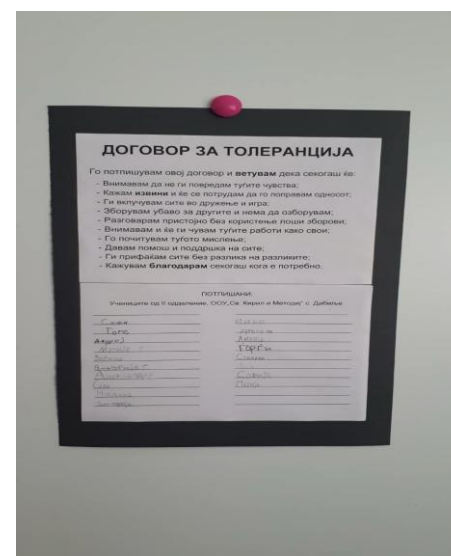 ДОГОВОР ЗА ТОЛЕРАНЦИЈА
Го потпишувам овој договор и ветувам дека секогаш ќе:
- Внимавам да не ги повредам туѓите чувства;
- Кажам извини и ќе се потрудам да го поправам односот;
- Ги вклучувам сите во дружење и игра;
- Зборувам убаво за другите и нема да озборувам;
- Разговарам пристојно без користење лоши зборови;
- Внимавам и ќе ги чувам туѓите работи како свои;
- Го почитувам туѓото мислење;
- Давам помош и поддршка на сите;
- Ги прифаќам сите без разлика на разликите;
- Кажувам благодарам секогаш кога е потребно.
ПОТПИШАНИ:
Учениците од II одделение, ООУ„Св. Кирил и Методиј“ с. Дабиље
Андреј
Ѓорѓи
Софија